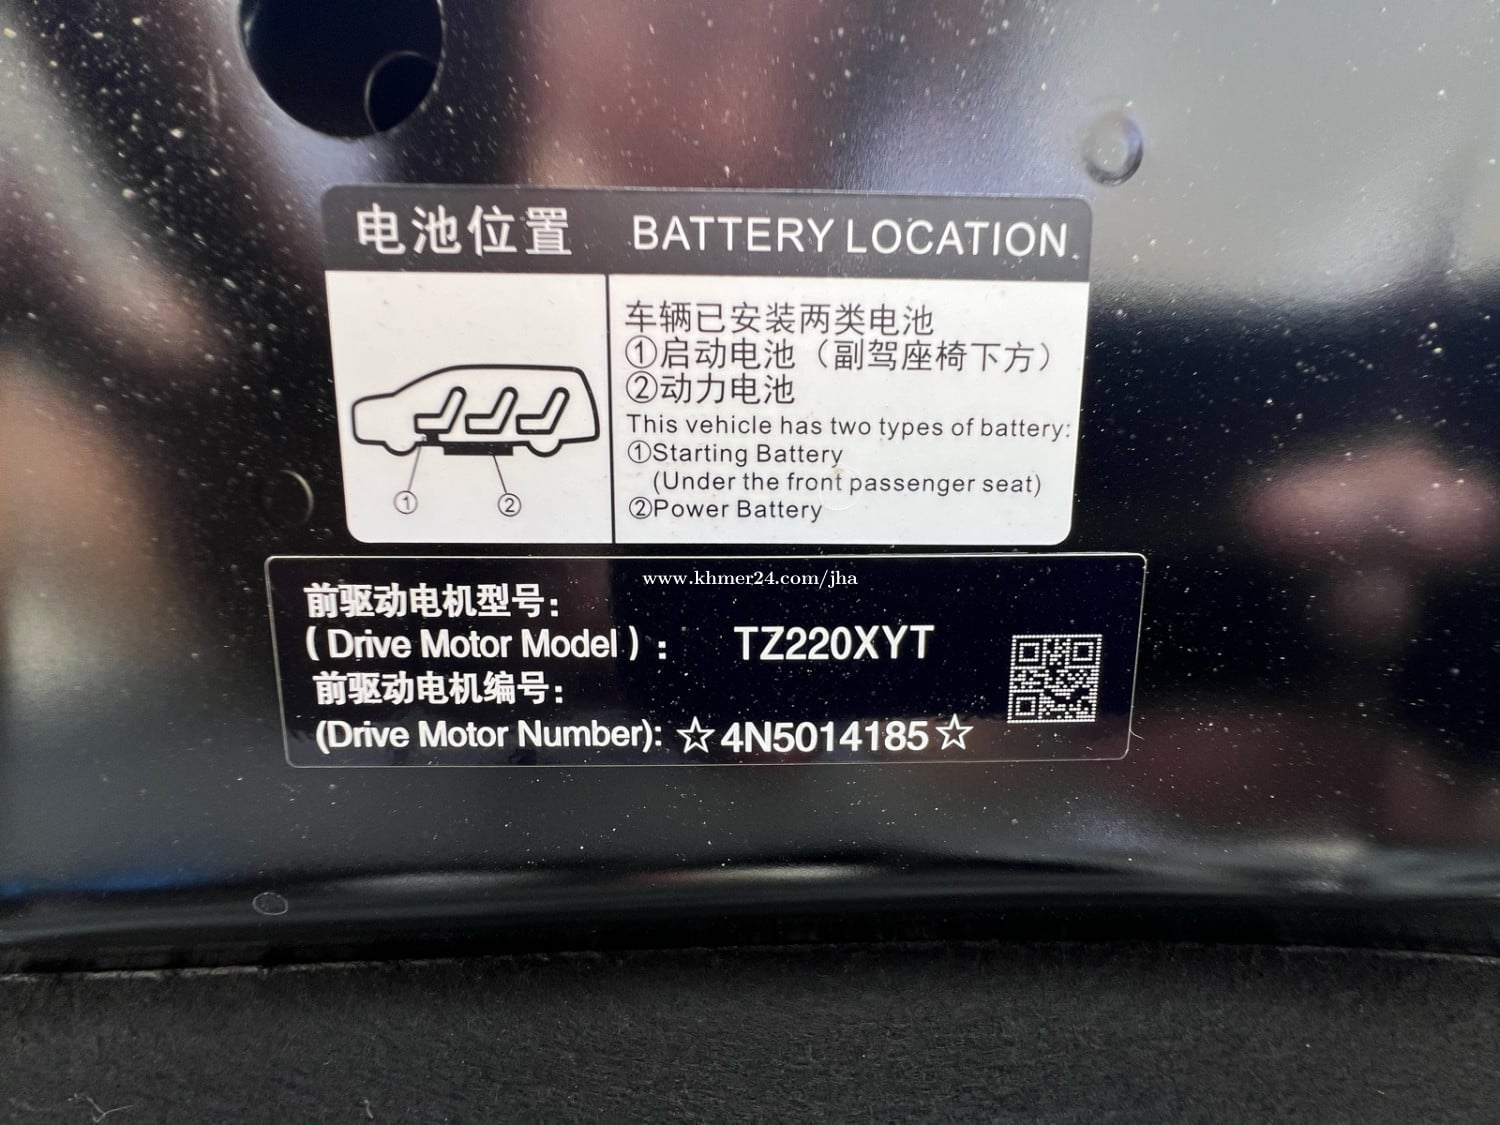 电池位置 BATTERY LOCATION
车辆已安装两类电池
①启动电池（副驾座椅下方）
②动力电池
This vehicle has two types of battery:
①Starting Battery
(Under the front passenger seat)
②Power Battery
① ②
www.khmer24.com/jha
前驱动电机型号：
（Drive Motor Model）： TZ220XYT
前驱动电机编号：
(Drive Motor Number): ☆4N5014185☆